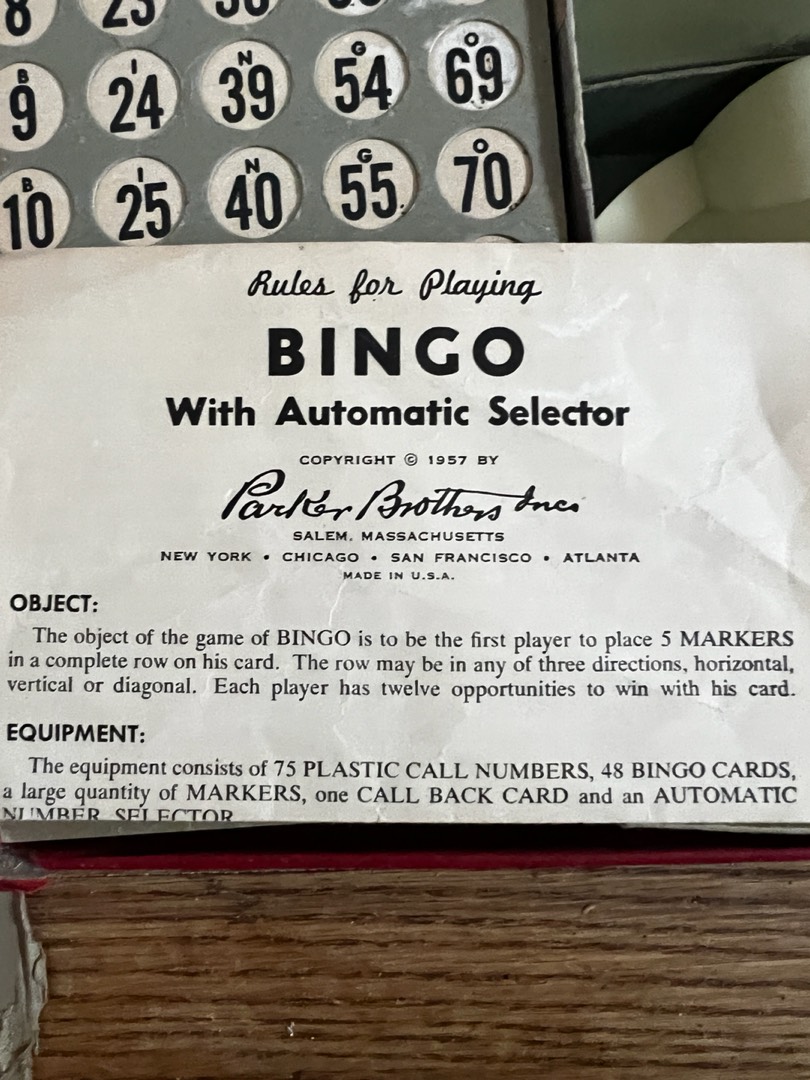 8 23
B I N G O
9 24 39 54 69
B I N G O
10 25 40 55 70
Rules for Playing
BINGO
With Automatic Selector
COPYRIGHT © 1957 BY
Parker Brothers Inc.
SALEM, MASSACHUSETTS
NEW YORK • CHICAGO • SAN FRANCISCO • ATLANTA
MADE IN U.S.A.
OBJECT:
The object of the game of BINGO is to be the first player to place 5 MARKERS
in a complete row on his card. The row may be in any of three directions, horizontal,
vertical or diagonal. Each player has twelve opportunities to win with his card.
EQUIPMENT:
The equipment consists of 75 PLASTIC CALL NUMBERS, 48 BINGO CARDS,
a large quantity of MARKERS, one CALL BACK CARD and an AUTOMATIC
NUMBER SELECTOR